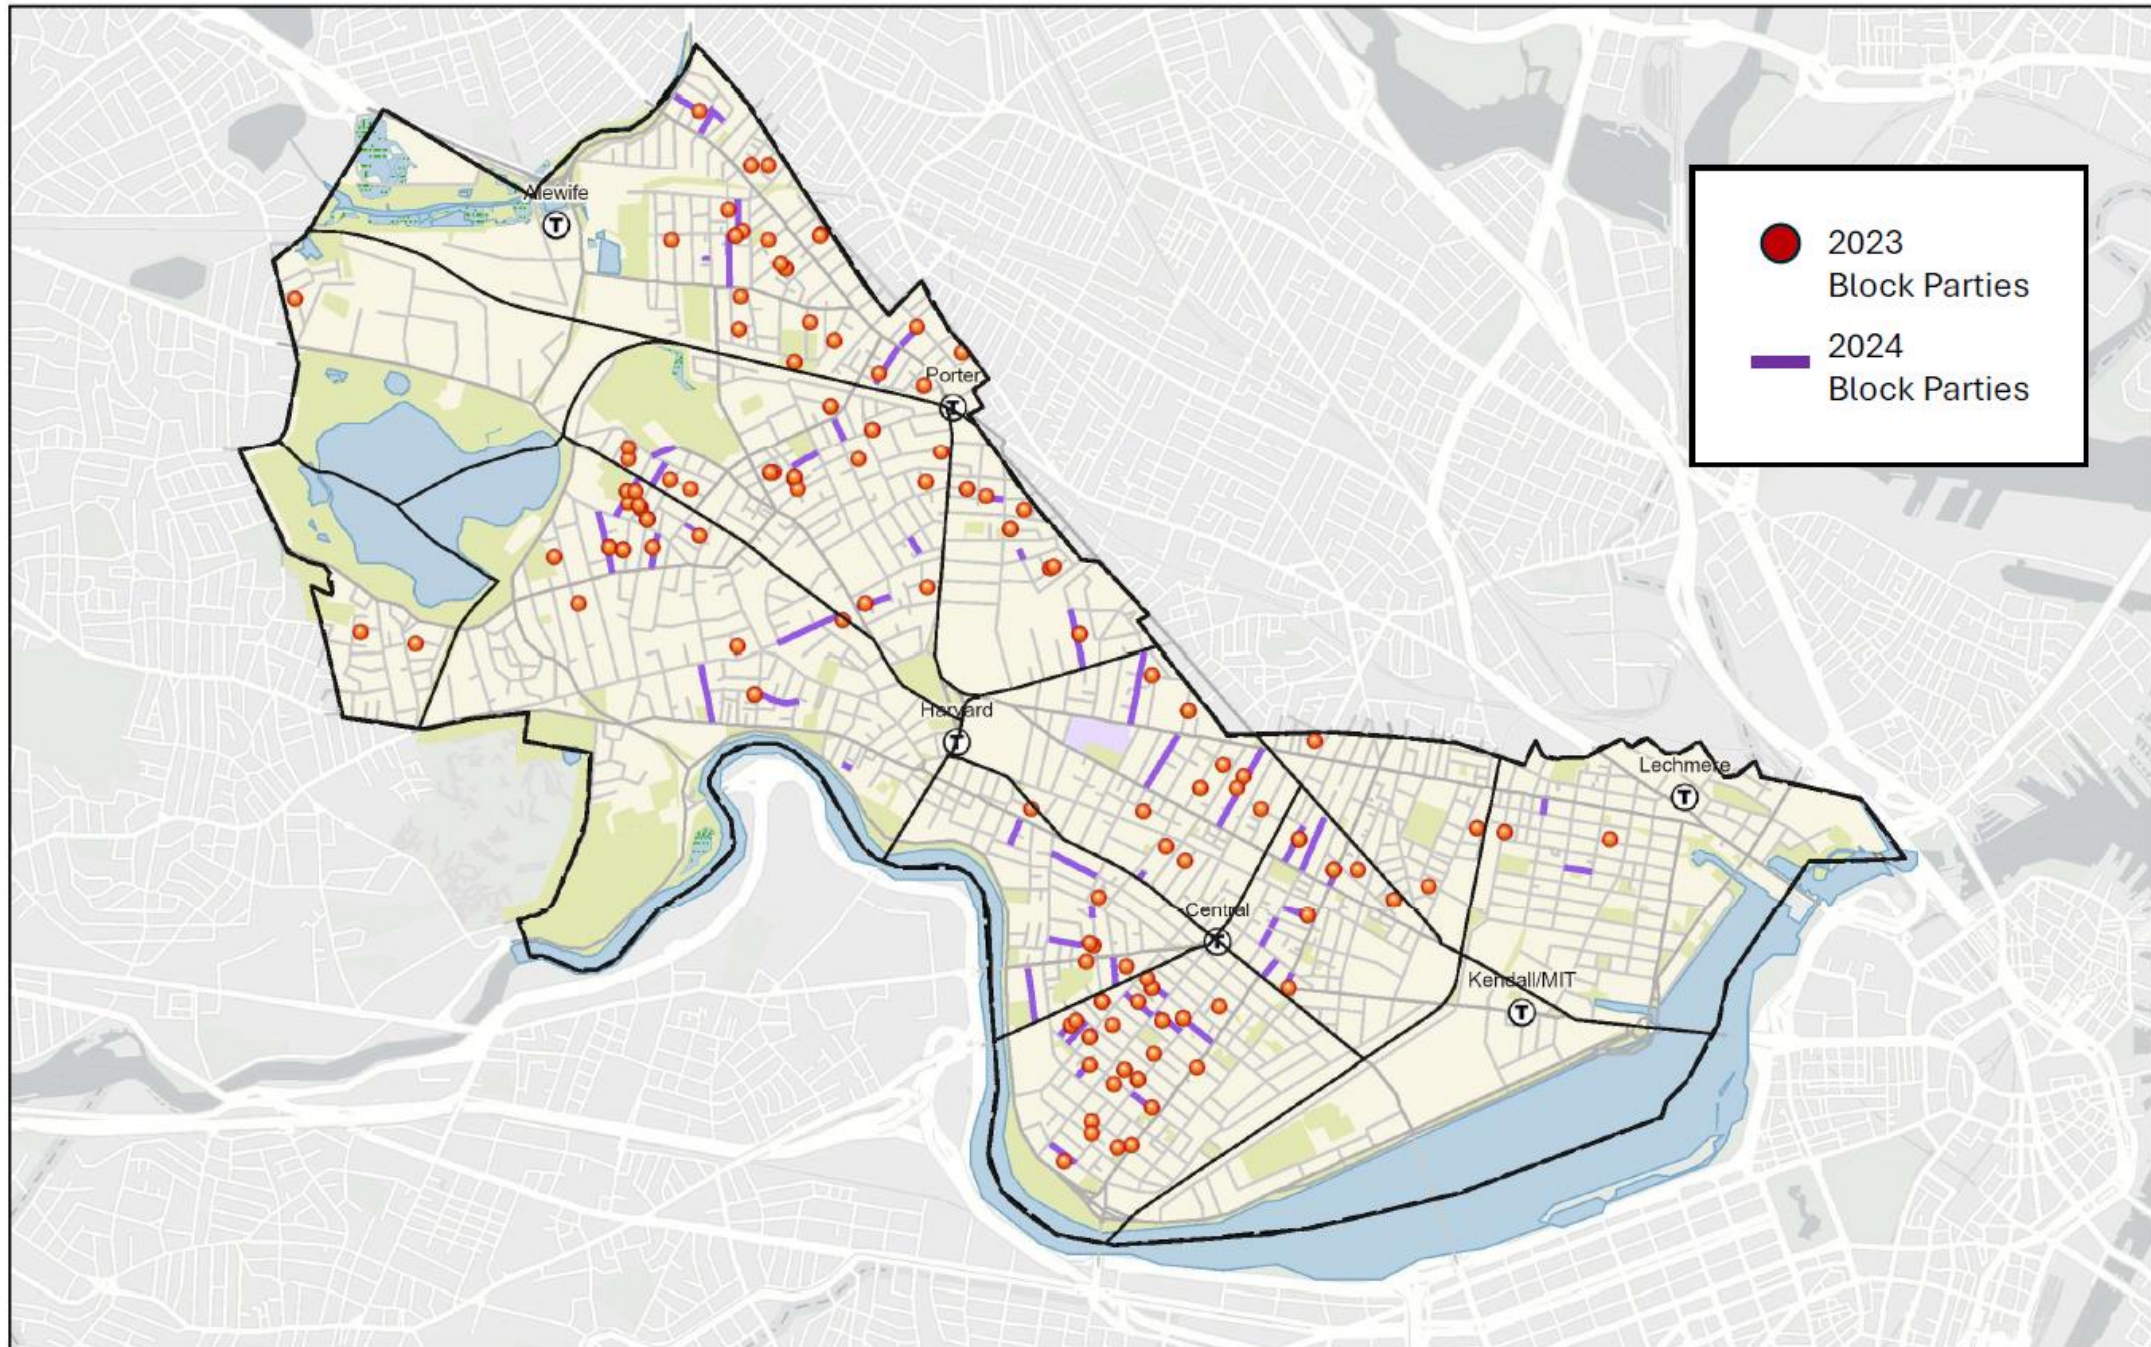 Alewife
T
2023
Block Parties
2024
Block Parties
Porter
T
Harvard
T
Lechmere
T
Central
T
Kendall/MIT
T